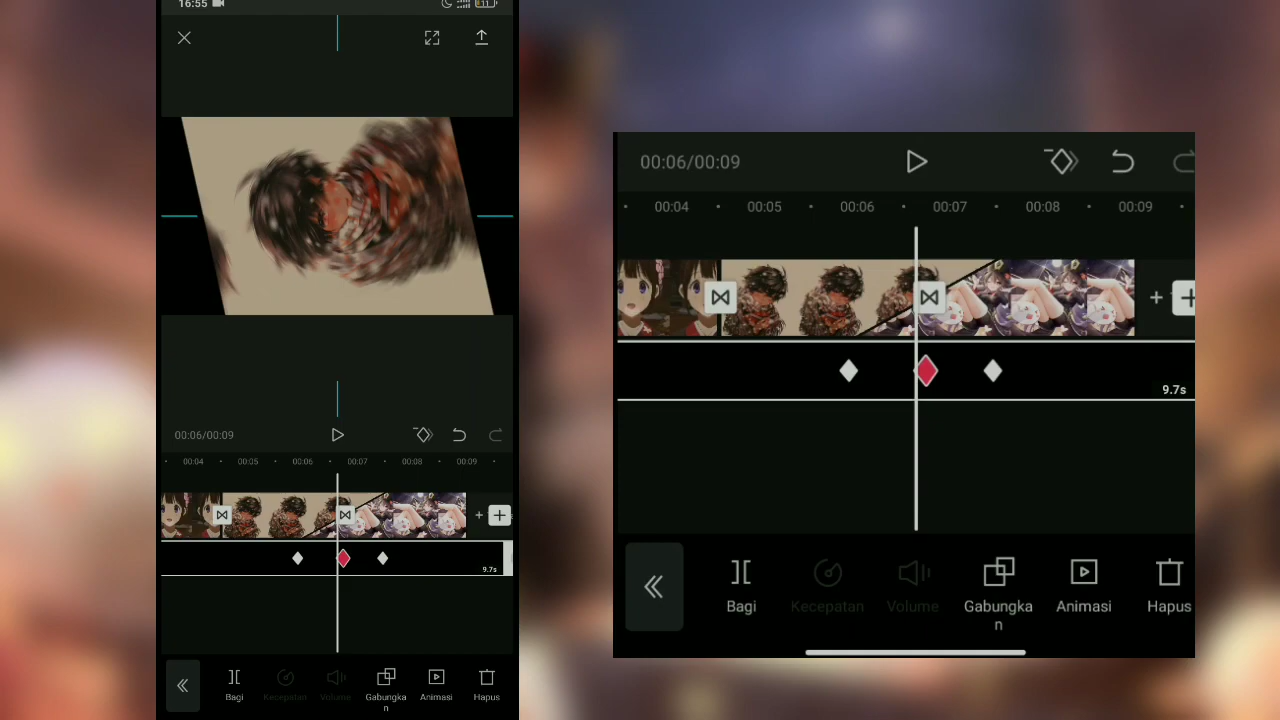 16:55
11
00:06/00:09
00:04 00:05 00:06 00:07 00:08 00:09
9.7s
Bagi Kecepatan Volume Gabungka
n Animasi Hapus
00:06/00:09
00:04 00:05 00:06 00:07 00:08 00:09
9.7s
Bagi Kecepatan Volume Gabungka
n Animasi Hapus